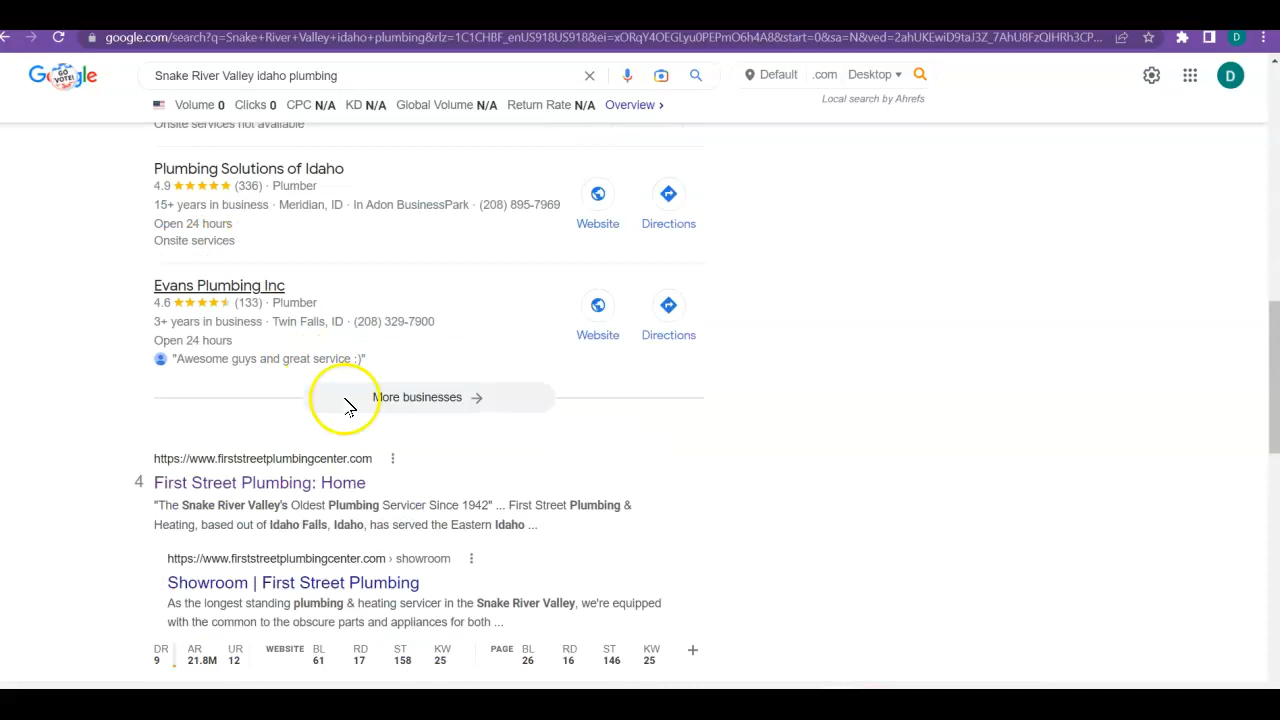 google.com/search?q=Snake+River+Valley+idaho+plumbing&rlz=1C1CHBF_enUS918US918&ei=xORqY4OEGLyu0PEPmO6h4A8&start=0&sa=N&ved=2ahUKEwiD9taJ3Z_7AhU8FzQIHRh3CP...
D
GO VOTE!
Snake River Valley idaho plumbing
Default .com Desktop
Local search by Ahrefs
D
Volume 0 Clicks 0 CPC N/A KD N/A Global Volume N/A Return Rate N/A Overview
Onsite services not available
Plumbing Solutions of Idaho
4.9 (336) · Plumber
15+ years in business · Meridian, ID · In Adon BusinessPark · (208) 895-7969
Open 24 hours
Onsite services
Website Directions
Evans Plumbing Inc
4.6 (133) · Plumber
3+ years in business · Twin Falls, ID · (208) 329-7900
Open 24 hours
"Awesome guys and great service :)"
Website Directions
More businesses
https://www.firststreetplumbingcenter.com
4 First Street Plumbing: Home
"The Snake River Valley's Oldest Plumbing Servicer Since 1942" ... First Street Plumbing &
Heating, based out of Idaho Falls, Idaho, has served the Eastern Idaho ...
https://www.firststreetplumbingcenter.com › showroom
Showroom | First Street Plumbing
As the longest standing plumbing & heating servicer in the Snake River Valley, we're equipped
with the common to the obscure parts and appliances for both ...
DR AR UR WEBSITE BL RD ST KW PAGE BL RD ST KW
9 21.8M 12 61 17 158 25 26 16 146 25